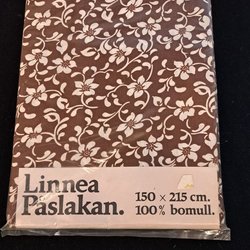 Linnea
Påslakan.
150 × 215 cm.
100% bomull.